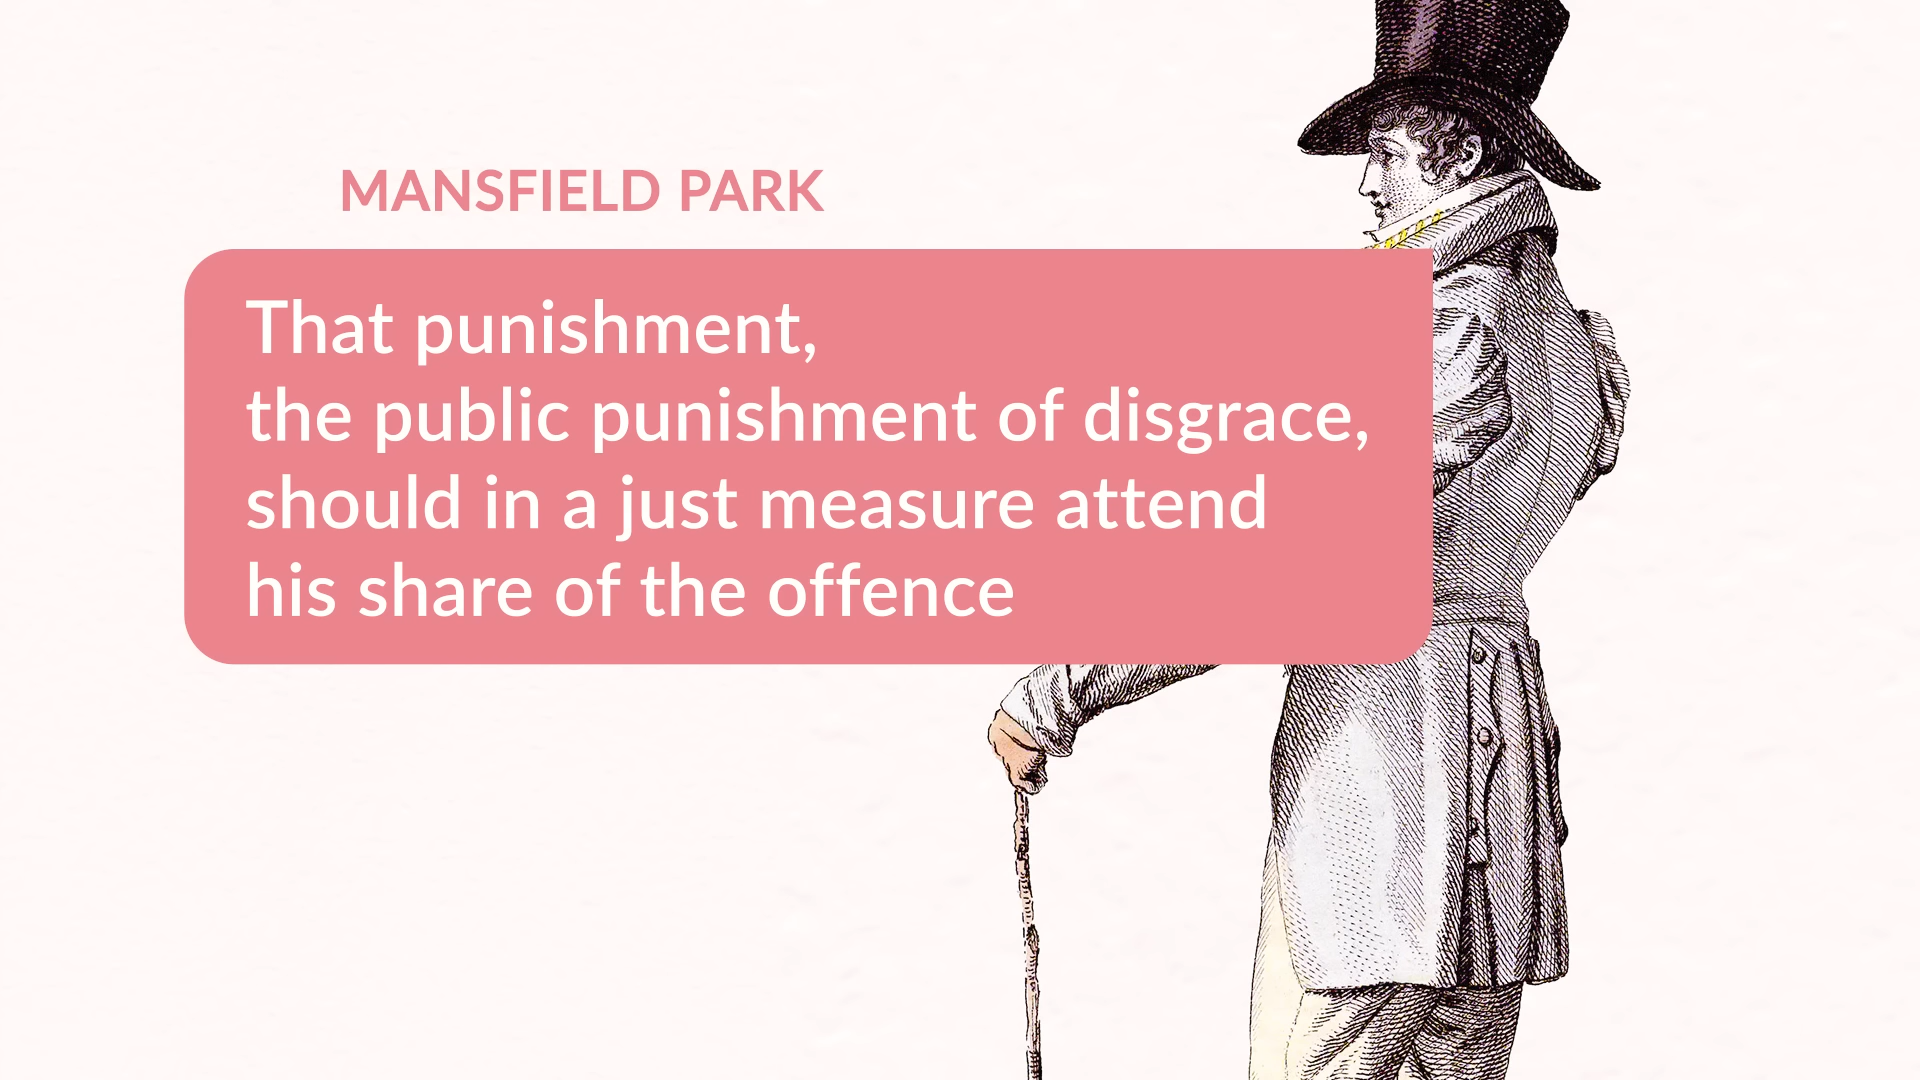 MANSFIELD PARK
That punishment,
the public punishment of disgrace,
should in a just measure attend
his share of the offence